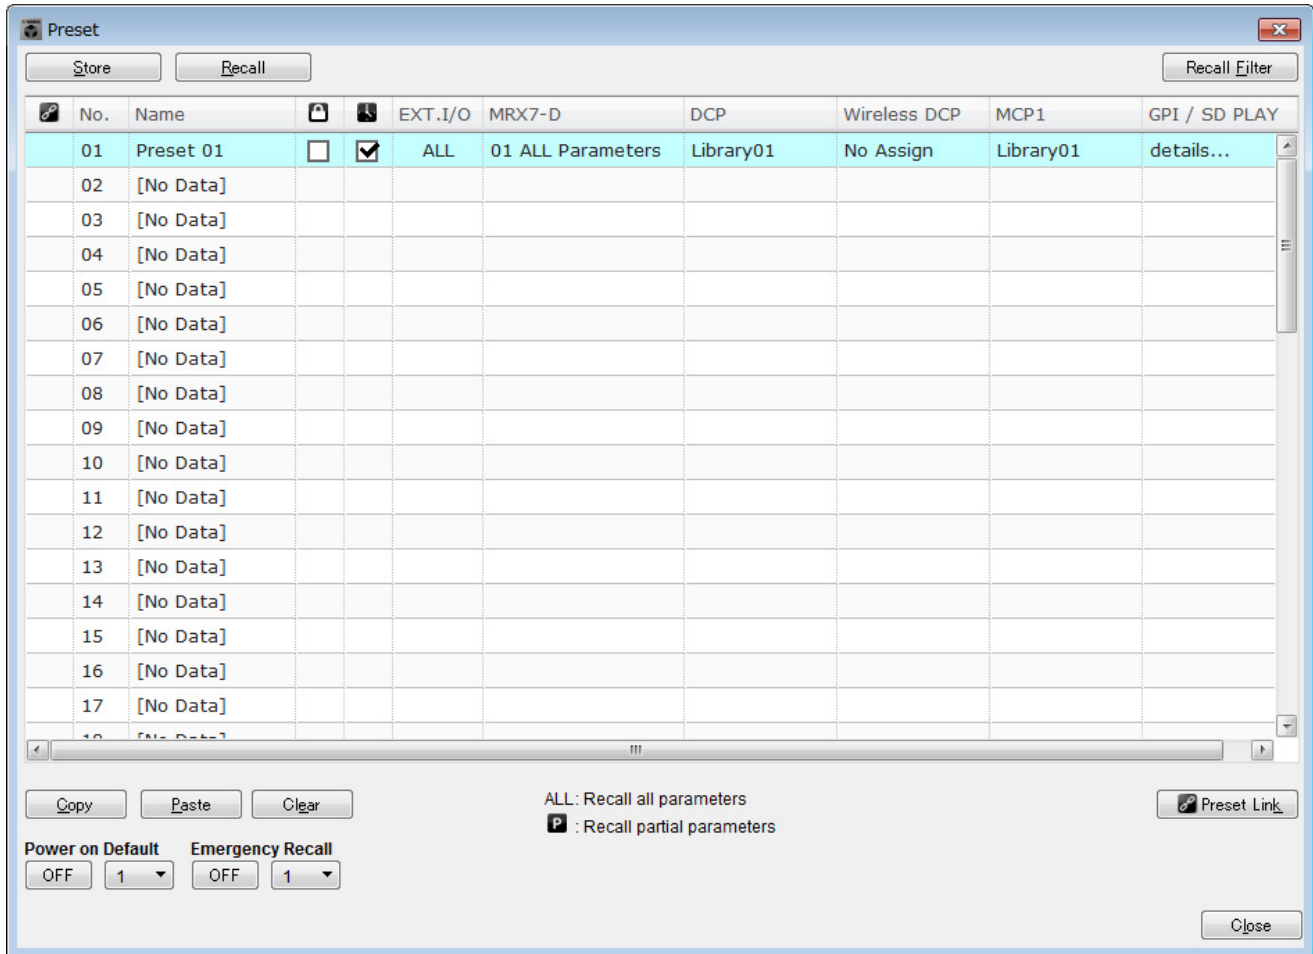 Preset
Store Recall Recall Filter
No. Name EXT.I/O MRX7-D DCP Wireless DCP MCP1 GPI / SD PLAY
01 Preset 01 ALL 01 ALL Parameters Library01 No Assign Library01 details...
02 [No Data]
03 [No Data]
04 [No Data]
05 [No Data]
06 [No Data]
07 [No Data]
08 [No Data]
09 [No Data]
10 [No Data]
11 [No Data]
12 [No Data]
13 [No Data]
14 [No Data]
15 [No Data]
16 [No Data]
17 [No Data]
Copy Paste Clear ALL: Recall all parameters Preset Link
P : Recall partial parameters
Power on Default Emergency Recall
OFF 1 OFF 1
Close